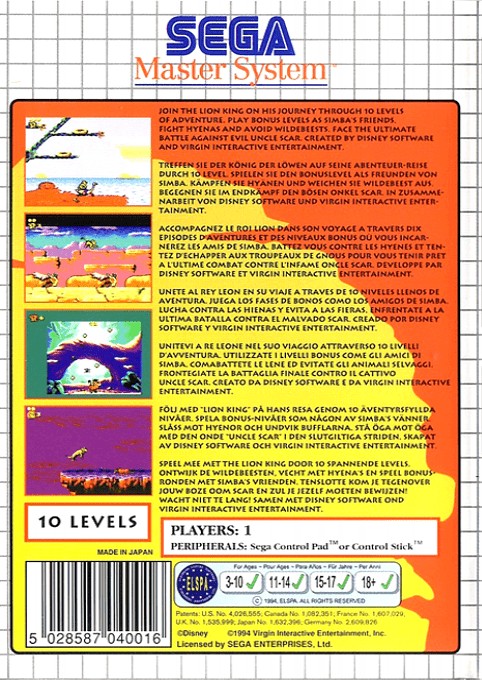 SEGA
Master System™
JOIN THE LION KING ON HIS JOURNEY THROUGH 10 LEVELS
OF ADVENTURE. PLAY BONUS LEVELS AS SIMBA'S FRIENDS.
FIGHT HYENAS AND AVOID WILDEBEESTS. FACE THE ULTIMATE
BATTLE AGAINST EVIL UNCLE SCAR. CREATED BY DISNEY SOFTWARE
AND VIRGIN INTERACTIVE ENTERTAINMENT.
TREFFEN SIE DER KÖNIG DER LÖWEN AUF SEINE ABENTEUER-REISE
DURCH 10 LEVEL. SPIELEN SIE DEN BONUSLEVEL ALS FREUNDEN VON
SIMBA. KÄMPFEN SIE HYÄNEN UND WEICHEN SIE WILDEBEEST AUS.
BEGEGNEN SIE IM ENDKÄMPF DEN BÖSEN ONKEL SCAR. IN ZUSAMME-
NARBEIT VON DISNEY SOFTWARE UND VIRGIN INTERACTIVE ENTER-
TAINMENT.
ACCOMPAGNEZ LE ROI LION DANS SON VOYAGE A TRAVERS DIX
EPISODES D'AVENTURES ET DES NIVEAUX BONUS OÙ VOUS INCAR-
NEREZ LES AMIS DE SIMBA. BATTEZ VOUS CONTRE LES HYENES ET TEN-
TEZ D'ECHAPPER AUX TROUPEAUX DE GNOUS POUR VOUS TENIR PRET
A L'ULTIME COMBAT CONTRE L'INFAME ONCLE SCAR. DEVELOPPE PAR
DISNEY SOFTWARE ET VIRGIN INTERACTIVE ENTERTAINMENT.
UNETE AL REY LEON EN SU VIAJE A TRAVES DE 10 NIVELES LLENOS DE
AVENTURA. JUEGA LOS FASES DE BONOS COMO LOS AMIGOS DE SIMBA.
LUCHA CONTRA LAS HIENAS Y EVITA A LAS FIERAS. ENFRENTATE A LA
ULTIMA BATALLA CONTRA EL MALVADO SCAR. CREADO POR DISNEY
SOFTWARE Y VIRGIN INTERACTIVE ENTERTAINMENT.
UNITEVI A RE LEONE NEL SUO VIAGGIO ATTRAVERSO 10 LIVELLI
D'AVVENTURA. UTILIZZATE I LIVELLI BONUS COME GLI AMICI DI
SIMBA. COMBATTETE LE LENE ED EVITATE GLI ANIMALI SELVAGGI.
FRONTEGIATE LA BATTAGLIA FINALE CONTRO IL CATTIVO
UNCLE SCAR. CREATO DA DISNEY SOFTWARE E DA VIRGIN INTERACTIVE
ENTERTAINMENT.
FÖLJ MED "LION KING" PÅ HANS RESA GENOM 10 ÄVENTYRSFYLLDA
NIVÅER. SPELA BONUS-NIVÅER SOM NÅGON AV SIMBA'S VÄNNER.
SLÅSS MOT HYENOR OCH UNDVIK BUFFLARNA. STÅ ÖGA MOT ÖGA
MED DEN ONDE "UNCLE SCAR" I DEN SLUTGILTIGA STRIDEN. SKAPAT
AV DISNEY SOFTWARE OCH VIRGIN INTERACTIVE ENTERTAINMENT.
SPEEL MEE MET THE LION KING DOOR 10 SPANNENDE LEVELS.
ONTWIJK DE WILDEBEESTEN, VECHT MET HYENAS EN SPEEL BONUS-
RONDEN MET SIMBA'S VRIENDEN. TENSLOTTE KOM JE TEGENOVER
JOUW BOZE OOM SCAR EN ZUL JE JEZELF MOETEN BEWIJZEN!
WACHT NIET TE LANG! SAMEN MET DISNEY SOFTWARE OND
VIRGIN INTERACTIVE ENTERTAINMENT.
10 LEVELS
PLAYERS: 1
PERIPHERALS: Sega Control Pad™ or Control Stick™
MADE IN JAPAN
For Ages – Pour Ages – Para Años – Für Jahre – Per Anni
ELSPA
3-10 11-14 15-17 18+
© 1994, ELSPA. ALL RIGHTS RESERVED
Patents: U.S. No. 4,026,555; Canada No. 1,082,351; France No. 1,607,029;
U.K. No. 1,535,999; Japan No. 1,632,396; Germany No. 2,609,826
©Disney ©1994 Virgin Interactive Entertainment, Inc.
Licensed by SEGA ENTERPRISES, Ltd.
5 028587 040016